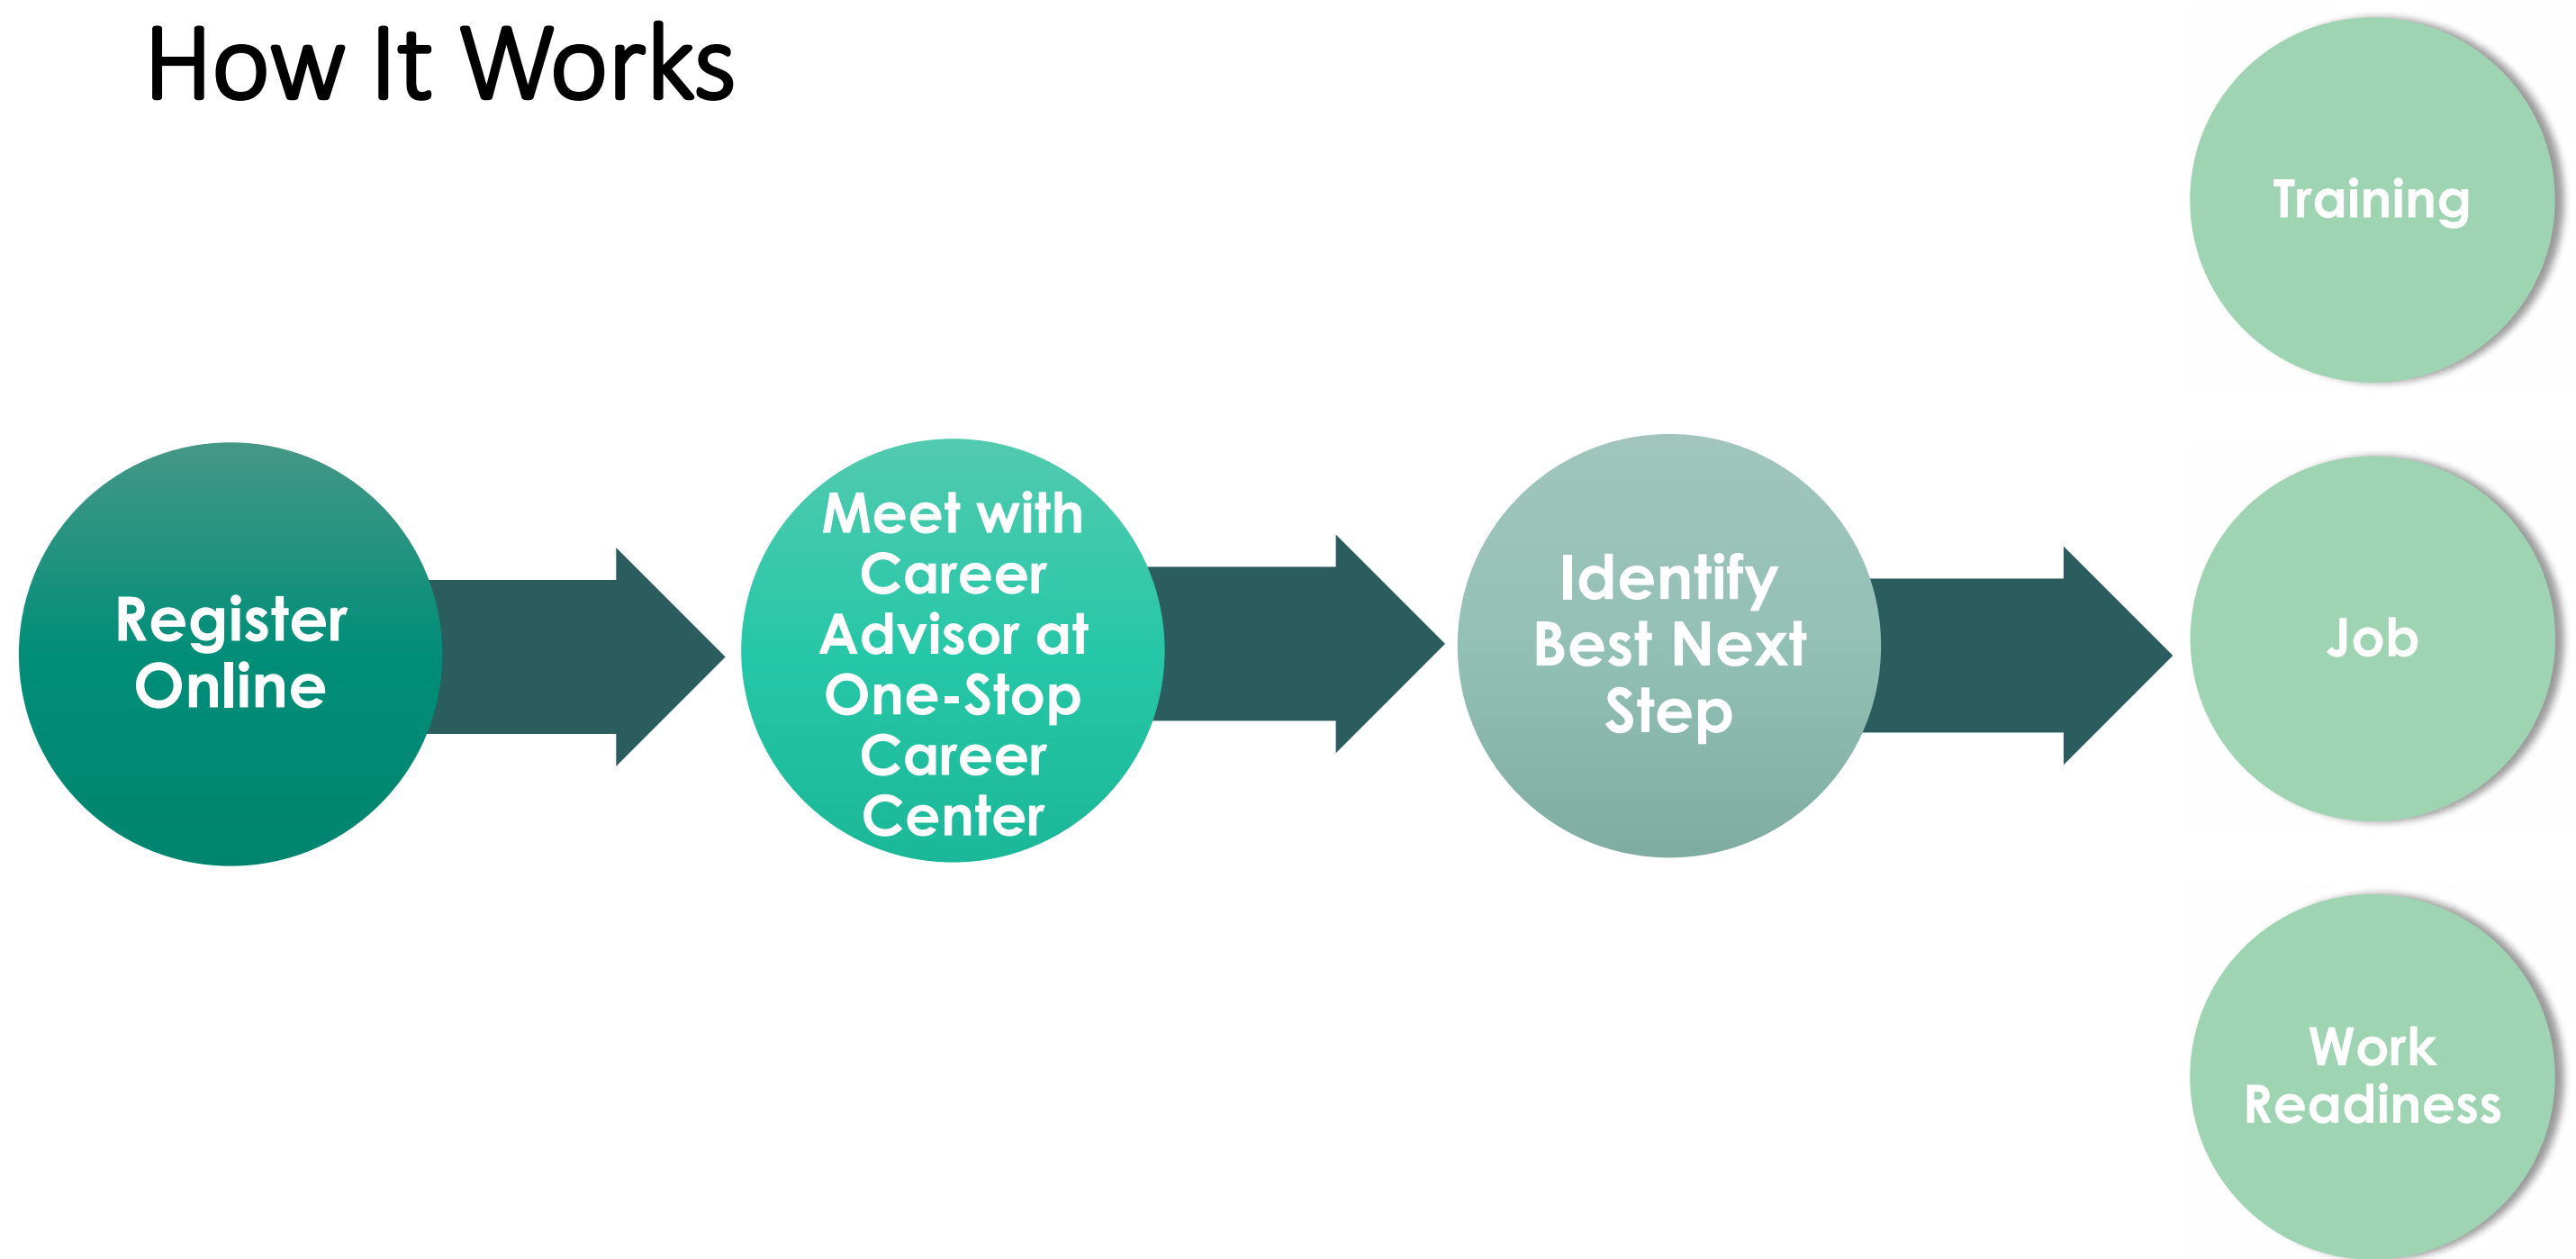 How It Works
Register
Online
Meet with
Career
Advisor at
One-Stop
Career
Center
Identify
Best Next
Step
Training
Job
Work
Readiness